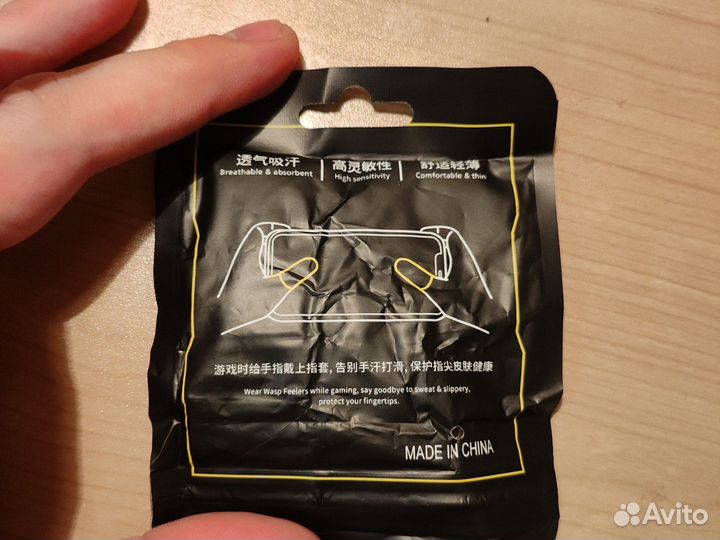 透气吸汗 高灵敏性 舒适轻薄
Breathable & absorbent High sensitivity Comfortable & thin
游戏时给手指戴上指套, 告别手汗打滑, 保护指尖皮肤健康
Wear Wasp Feelers while gaming, say goodbye to sweat & slippery,
protect your fingertips.
MADE IN CHINA
Avito